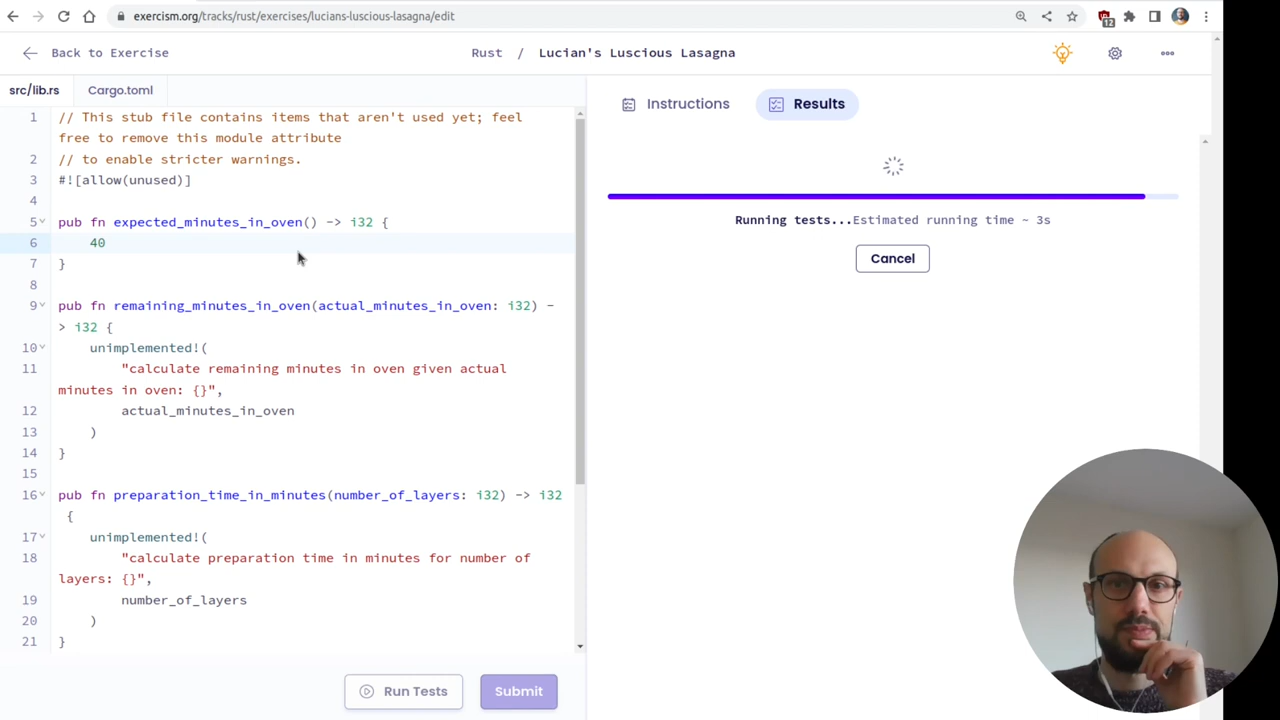 exercism.org/tracks/rust/exercises/lucians-luscious-lasagna/edit
12
Back to Exercise
Rust / Lucian's Luscious Lasagna
src/lib.rs Cargo.toml
Instructions Results
1 // This stub file contains items that aren't used yet; feel
free to remove this module attribute
2 // to enable stricter warnings.
3 #![allow(unused)]
4
5 pub fn expected_minutes_in_oven() -> i32 {
6 40
7 }
8
9 pub fn remaining_minutes_in_oven(actual_minutes_in_oven: i32) -
> i32 {
10 unimplemented!(
11 "calculate remaining minutes in oven given actual
minutes in oven: {}",
12 actual_minutes_in_oven
13 )
14 }
15
16 pub fn preparation_time_in_minutes(number_of_layers: i32) -> i32
{
17 unimplemented!(
18 "calculate preparation time in minutes for number of
layers: {}",
19 number_of_layers
20 )
21 }
Running tests...Estimated running time ~ 3s
Cancel
Run Tests
Submit